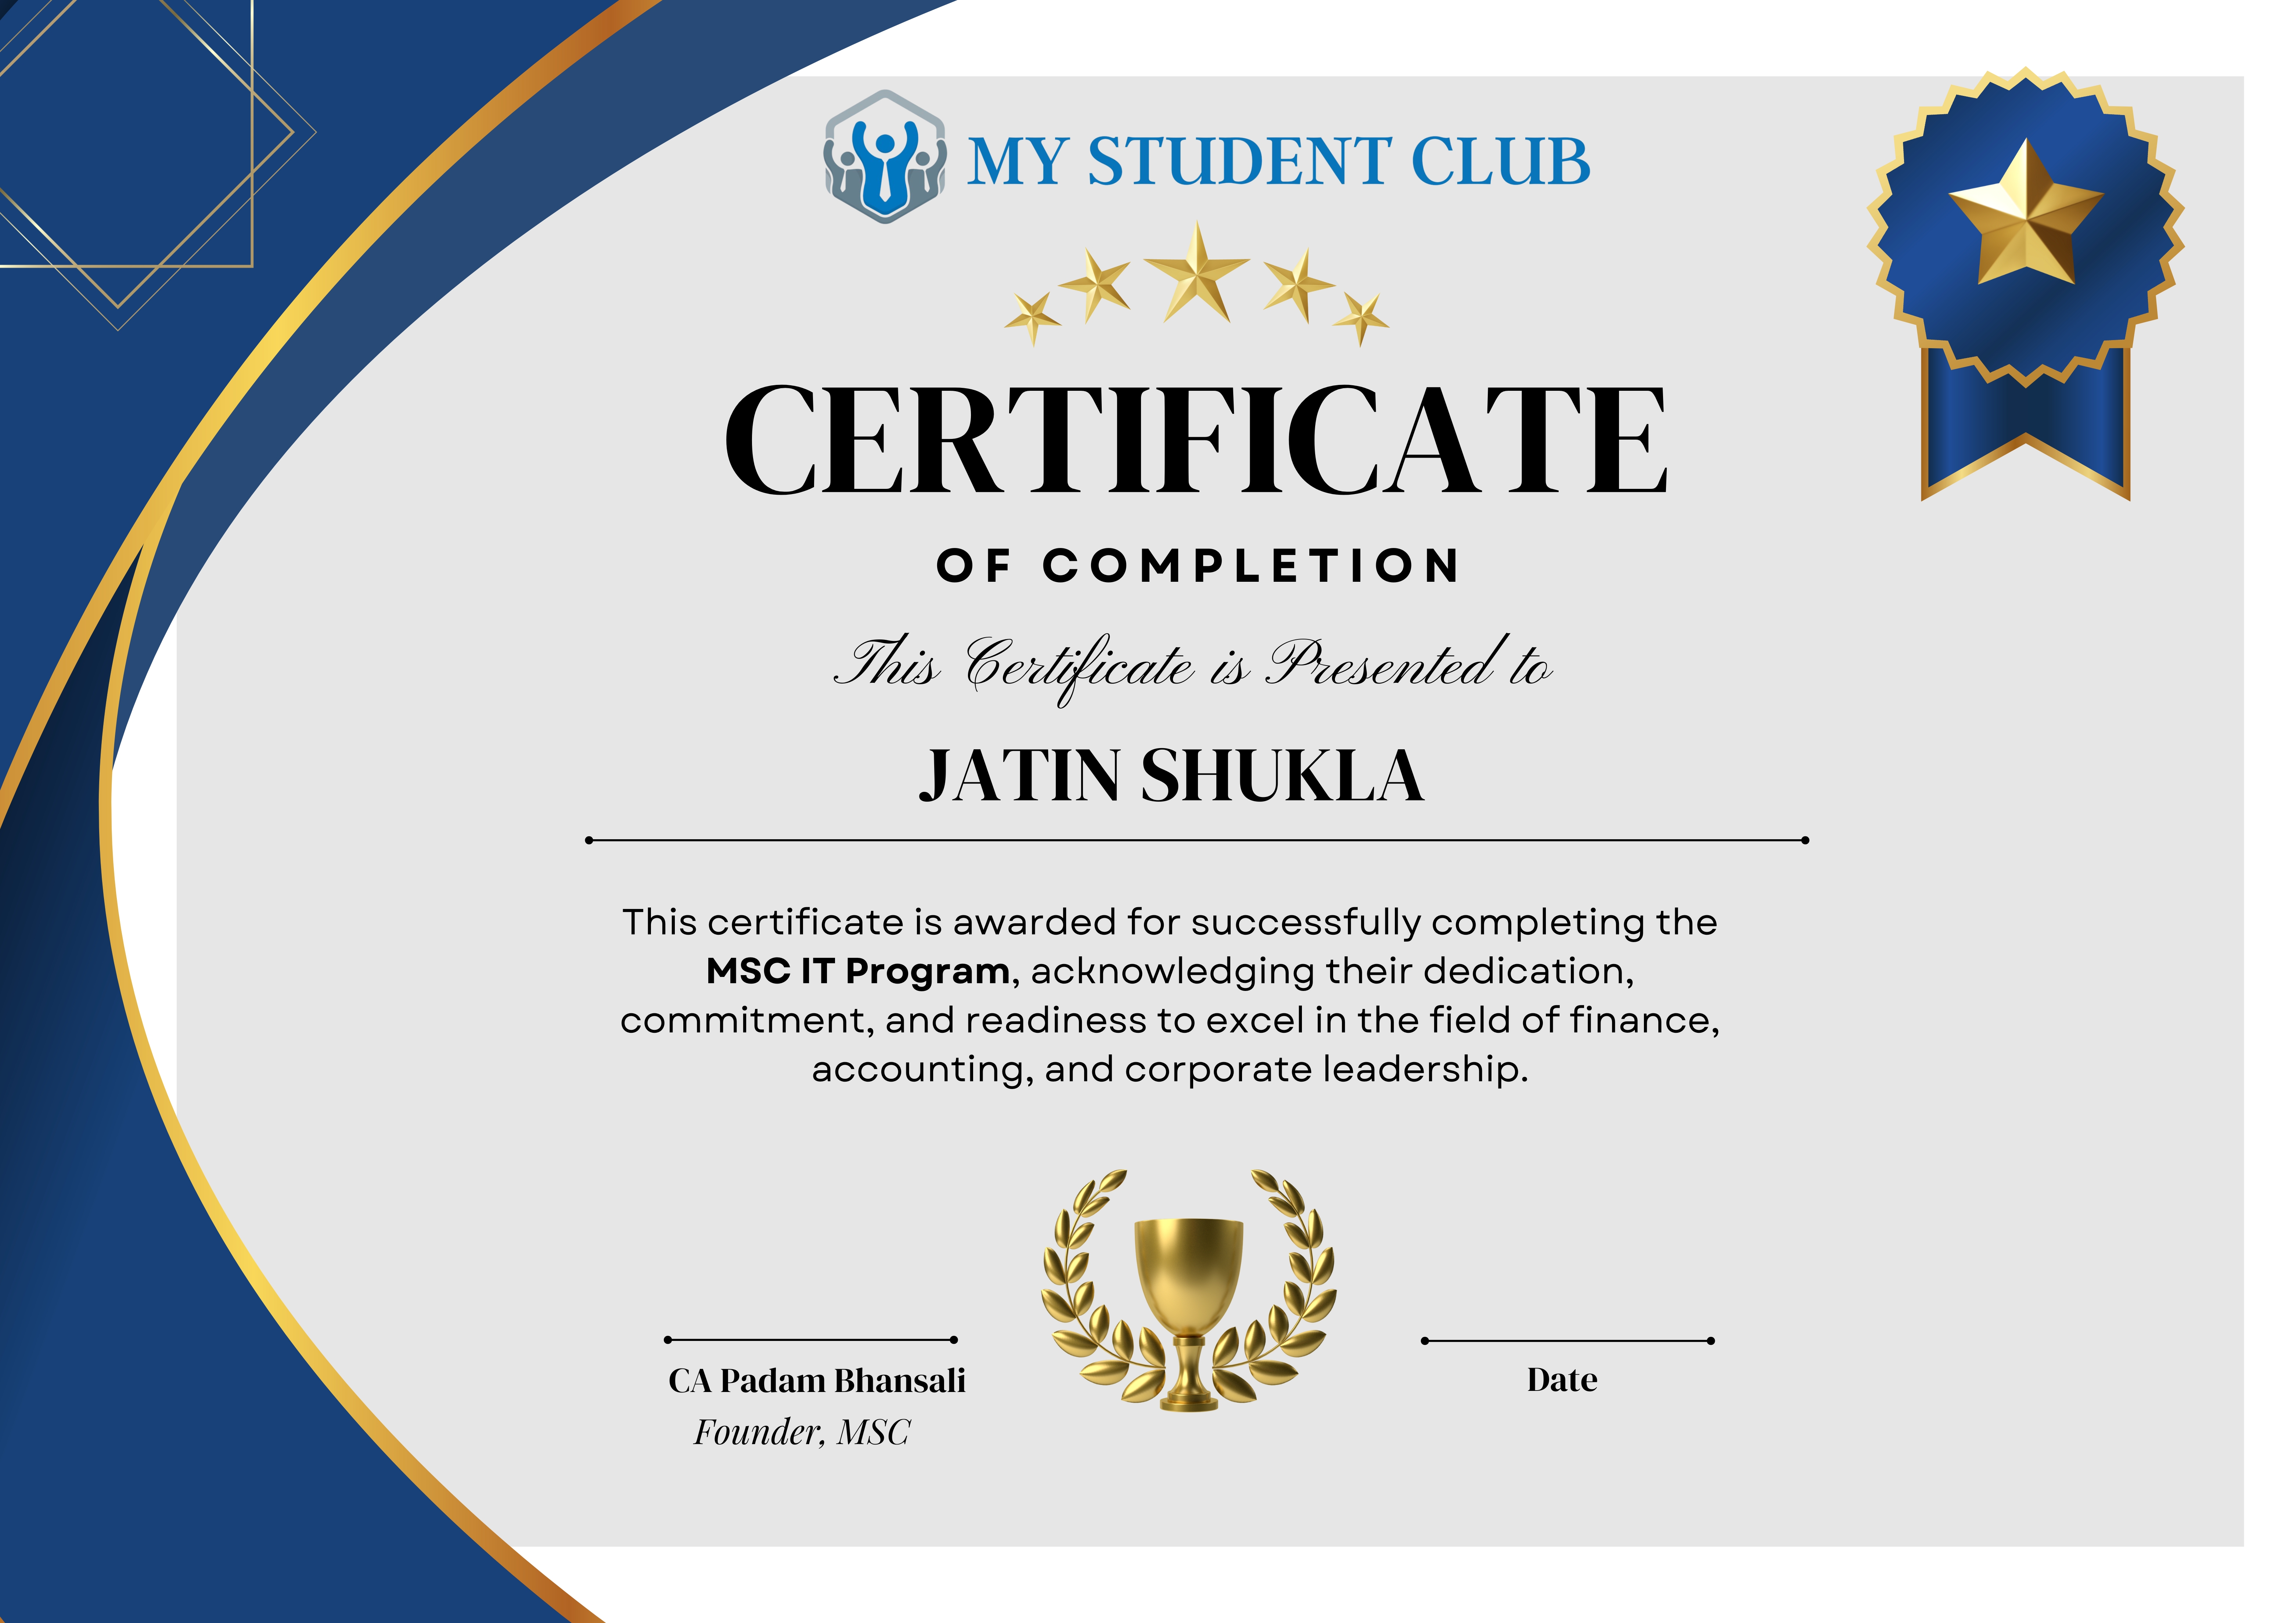 MY STUDENT CLUB
CERTIFICATE
OF COMPLETION
This Certificate is Presented to
JATIN SHUKLA
This certificate is awarded for successfully completing the
MSC IT Program, acknowledging their dedication,
commitment, and readiness to excel in the field of finance,
accounting, and corporate leadership.
CA Padam Bhansali
Founder, MSC
Date